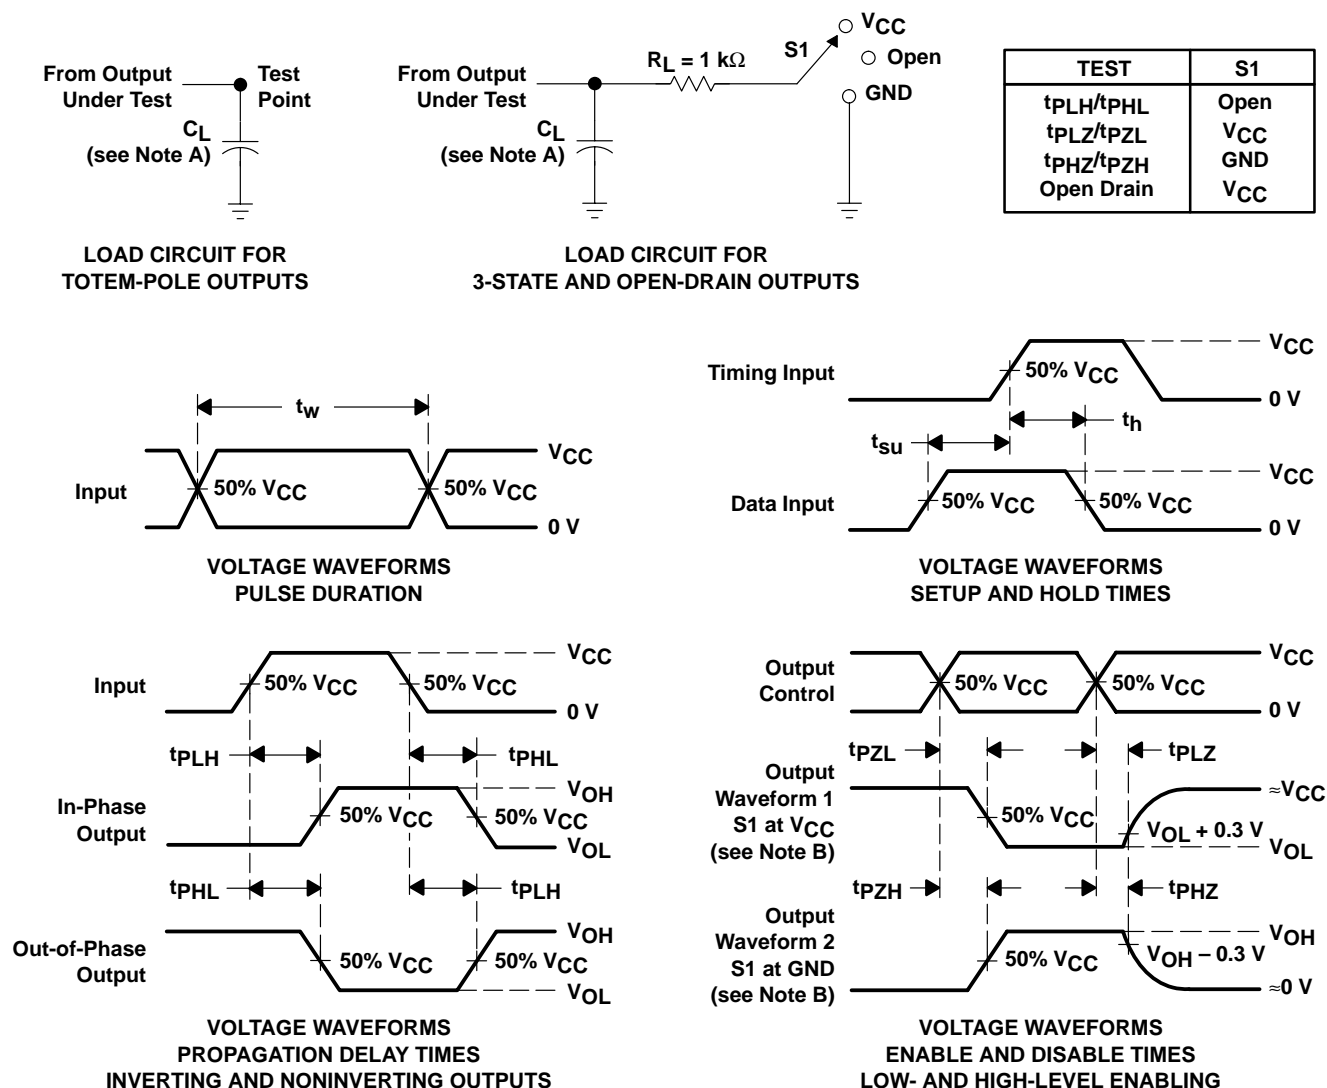 From Output
Under Test
Test
Point
CL
(see Note A)
LOAD CIRCUIT FOR
TOTEM-POLE OUTPUTS
From Output
Under Test
RL = 1 kΩ
S1
VCC
Open
GND
CL
(see Note A)
LOAD CIRCUIT FOR
3-STATE AND OPEN-DRAIN OUTPUTS
TEST S1
tPLH/tPHL Open
tPLZ/tPZL VCC
tPHZ/tPZH GND
Open Drain VCC
tw
Input
50% VCC
50% VCC
VCC
0 V
VOLTAGE WAVEFORMS
PULSE DURATION
Timing Input
50% VCC
VCC
0 V
tsu
th
Data Input
50% VCC
50% VCC
VCC
0 V
VOLTAGE WAVEFORMS
SETUP AND HOLD TIMES
Input
50% VCC
50% VCC
VCC
0 V
tPLH
tPHL
In-Phase
Output
50% VCC
50% VCC
VOH
VOL
tPHL
tPLH
Out-of-Phase
Output
50% VCC
50% VCC
VOH
VOL
VOLTAGE WAVEFORMS
PROPAGATION DELAY TIMES
INVERTING AND NONINVERTING OUTPUTS
Output
Control
50% VCC
50% VCC
VCC
0 V
tPZL
tPLZ
Output
Waveform 1
S1 at VCC
(see Note B)
50% VCC
≈VCC
VOL + 0.3 V
VOL
tPZH
tPHZ
Output
Waveform 2
S1 at GND
(see Note B)
50% VCC
VOH
VOH − 0.3 V
≈0 V
VOLTAGE WAVEFORMS
ENABLE AND DISABLE TIMES
LOW- AND HIGH-LEVEL ENABLING